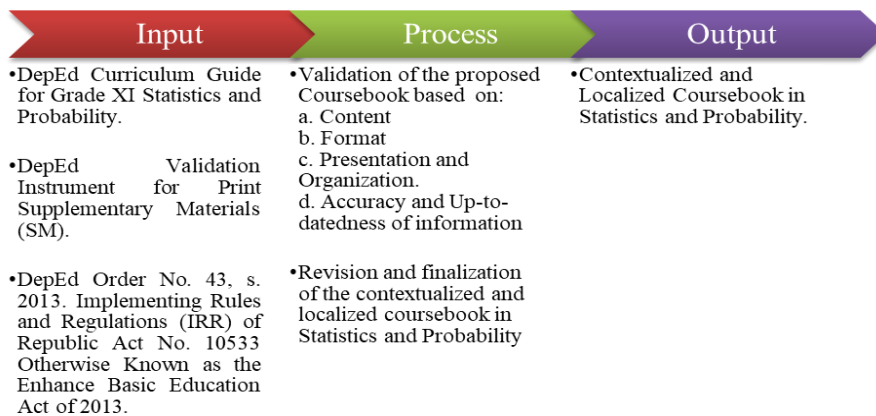 Input
•DepEd Curriculum Guide
for Grade XI Statistics and
Probability.
•DepEd Validation
Instrument for Print
Supplementary Materials
(SM).
•DepEd Order No. 43, s.
2013. Implementing Rules
and Regulations (IRR) of
Republic Act No. 10533
Otherwise Known as the
Enhance Basic Education
Act of 2013.
Process
•Validation of the proposed
Coursebook based on:
a. Content
b. Format
c. Presentation and
Organization.
d. Accuracy and Up-to-
datedness of information
•Revision and finalization
of the contextualized and
localized coursebook in
Statistics and Probability
Output
•Contextualized and
Localized Coursebook in
Statistics and Probability.